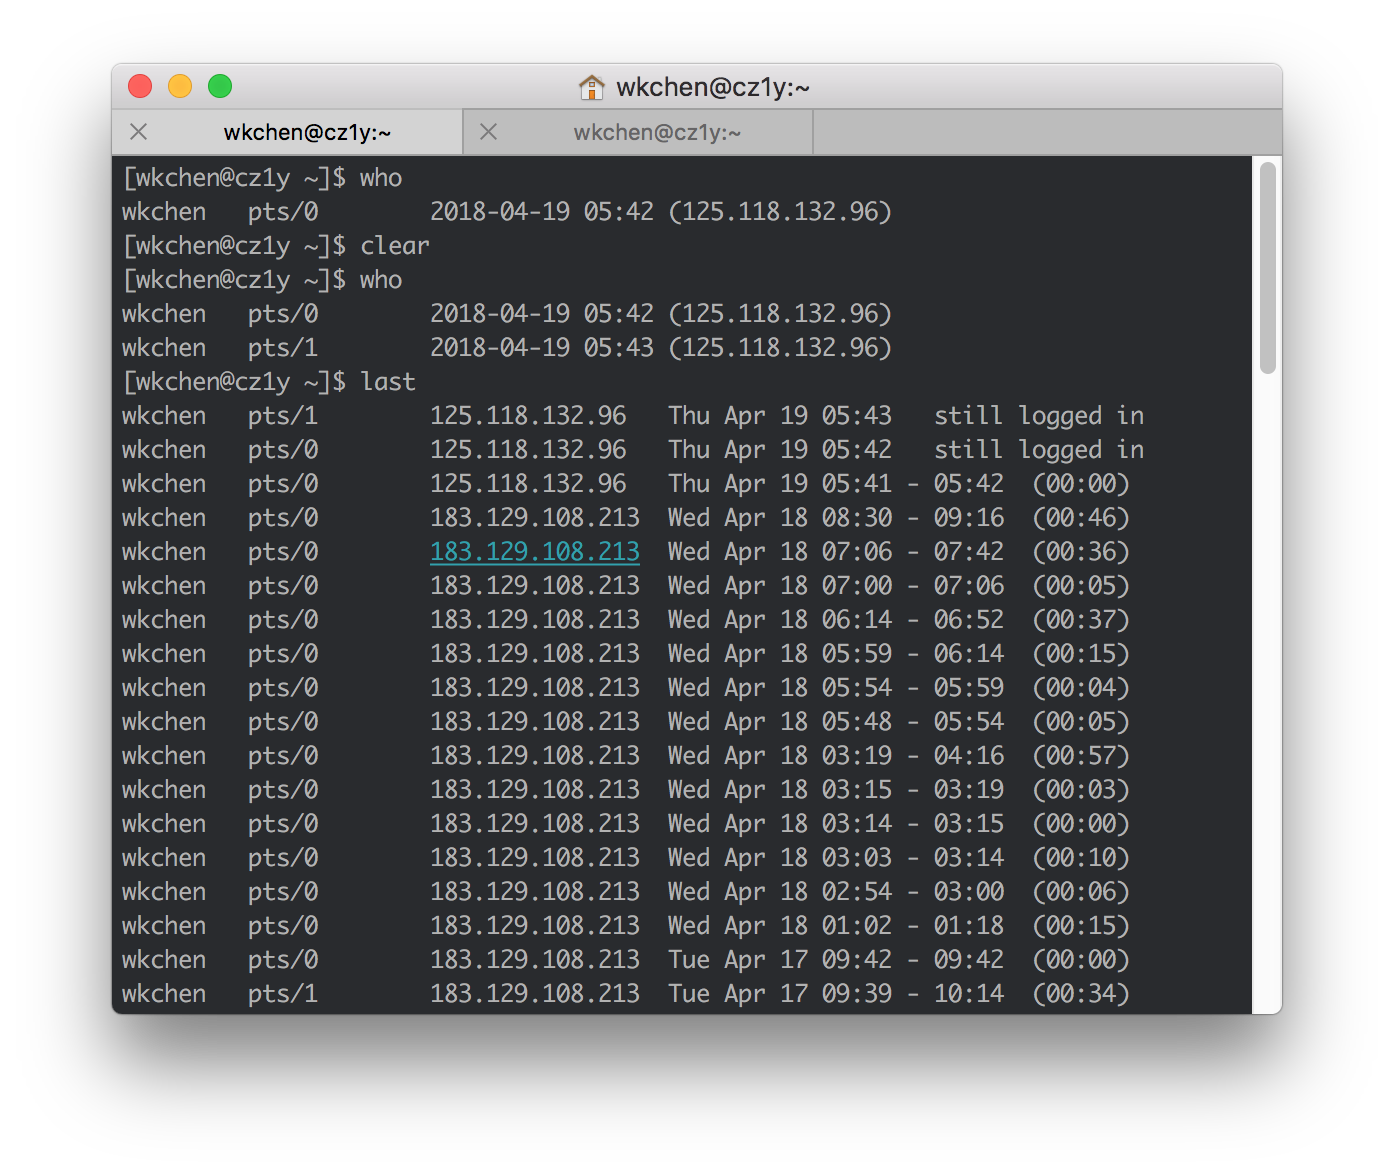 wkchen@cz1y:~
wkchen@cz1y:~ wkchen@cz1y:~
[wkchen@cz1y ~]$ who
wkchen   pts/0        2018-04-19 05:42 (125.118.132.96)
[wkchen@cz1y ~]$ clear
[wkchen@cz1y ~]$ who
wkchen   pts/0        2018-04-19 05:42 (125.118.132.96)
wkchen   pts/1        2018-04-19 05:43 (125.118.132.96)
[wkchen@cz1y ~]$ last
wkchen   pts/1        125.118.132.96   Thu Apr 19 05:43   still logged in
wkchen   pts/0        125.118.132.96   Thu Apr 19 05:42   still logged in
wkchen   pts/0        125.118.132.96   Thu Apr 19 05:41 - 05:42  (00:00)
wkchen   pts/0        183.129.108.213  Wed Apr 18 08:30 - 09:16  (00:46)
wkchen   pts/0        183.129.108.213  Wed Apr 18 07:06 - 07:42  (00:36)
wkchen   pts/0        183.129.108.213  Wed Apr 18 07:00 - 07:06  (00:05)
wkchen   pts/0        183.129.108.213  Wed Apr 18 06:14 - 06:52  (00:37)
wkchen   pts/0        183.129.108.213  Wed Apr 18 05:59 - 06:14  (00:15)
wkchen   pts/0        183.129.108.213  Wed Apr 18 05:54 - 05:59  (00:04)
wkchen   pts/0        183.129.108.213  Wed Apr 18 05:48 - 05:54  (00:05)
wkchen   pts/0        183.129.108.213  Wed Apr 18 03:19 - 04:16  (00:57)
wkchen   pts/0        183.129.108.213  Wed Apr 18 03:15 - 03:19  (00:03)
wkchen   pts/0        183.129.108.213  Wed Apr 18 03:14 - 03:15  (00:00)
wkchen   pts/0        183.129.108.213  Wed Apr 18 03:03 - 03:14  (00:10)
wkchen   pts/0        183.129.108.213  Wed Apr 18 02:54 - 03:00  (00:06)
wkchen   pts/0        183.129.108.213  Wed Apr 18 01:02 - 01:18  (00:15)
wkchen   pts/0        183.129.108.213  Tue Apr 17 09:42 - 09:42  (00:00)
wkchen   pts/1        183.129.108.213  Tue Apr 17 09:39 - 10:14  (00:34)